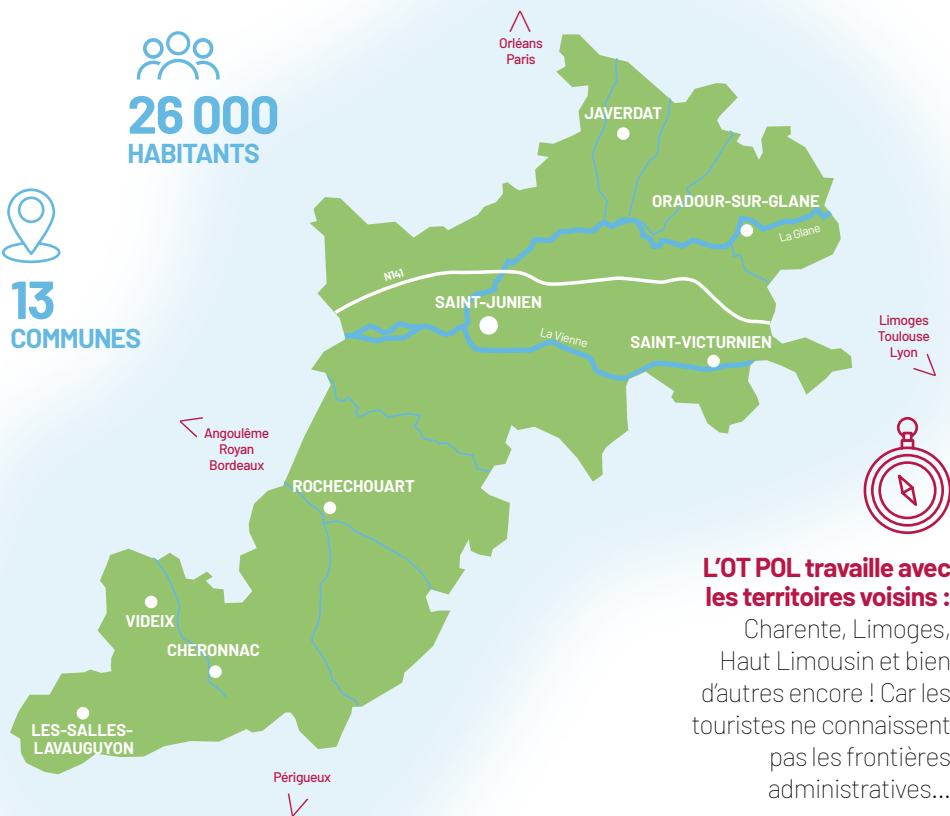 Orléans
Paris
26 000
HABITANTS
JAVERDAT
ORADOUR-SUR-GLANE
La Glane
13
COMMUNES
N141
SAINT-JUNIEN
La Vienne
SAINT-VICTURNIEN
Limoges
Toulouse
Lyon
Angoulême
Royan
Bordeaux
ROCHECHOUART
L'OT POL travaille avec
les territoires voisins :
Charente, Limoges,
Haut Limousin et bien
d'autres encore ! Car les
touristes ne connaissent
pas les frontières
administratives...
VIDEIX
CHERONNAC
LES-SALLES-
LAVAUGUYON
Périgueux